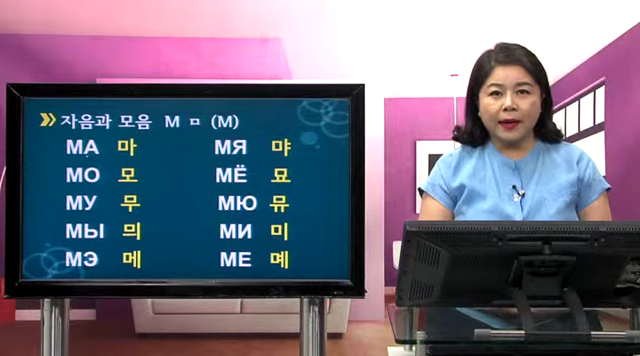 자음과 모음 М ㅁ (M)
МА 마 МЯ 먀
МО 모 МЁ 묘
МУ 무 МЮ 뮤
МЫ 믜 МИ 미
МЭ 메 МЕ 몌